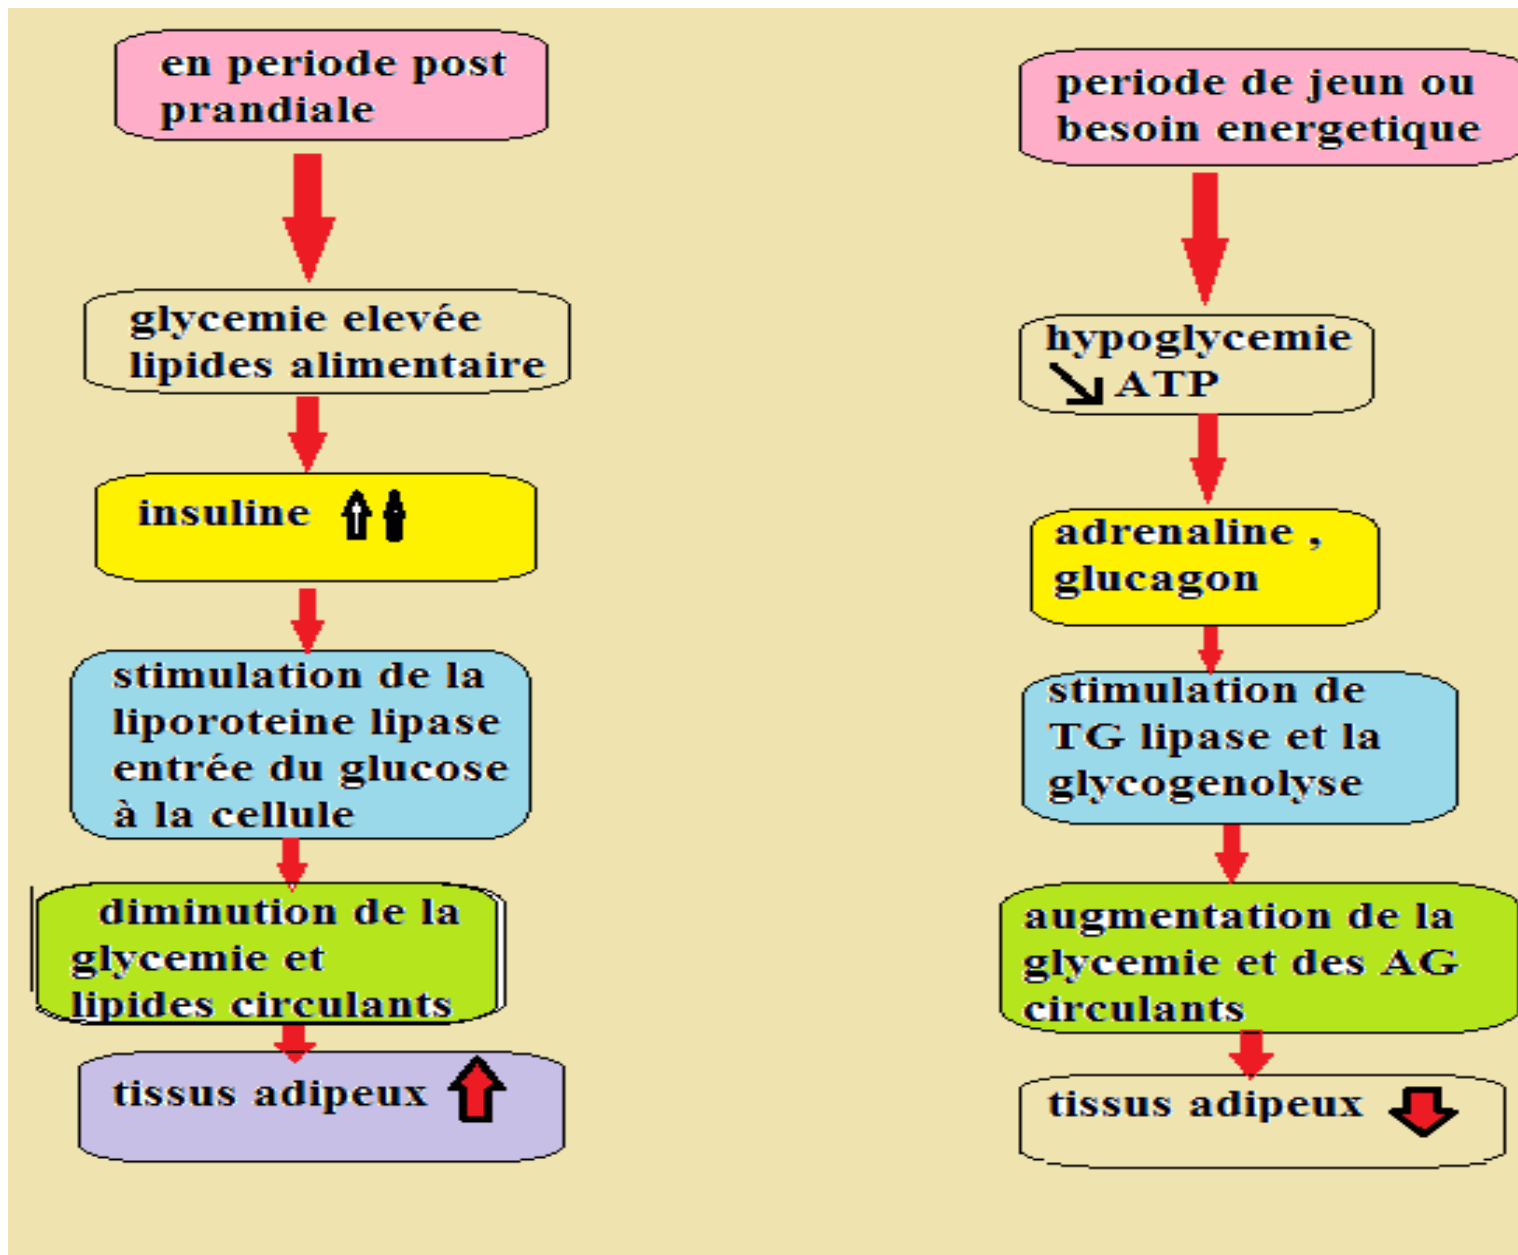 en periode post
prandiale
glycemie elevée
lipides alimentaire
insuline
stimulation de la
liporoteine lipase
entrée du glucose
à la cellule
diminution de la
glycemie et
lipides circulants
tissus adipeux
periode de jeun ou
besoin energetique
hypoglycemie
ATP
adrenaline ,
glucagon
stimulation de
TG lipase et la
glycogenolyse
augmentation de la
glycemie et des AG
circulants
tissus adipeux